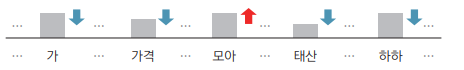 … … … … … …
… 가 … 가격 … 모아 … 태산 … 하하 …